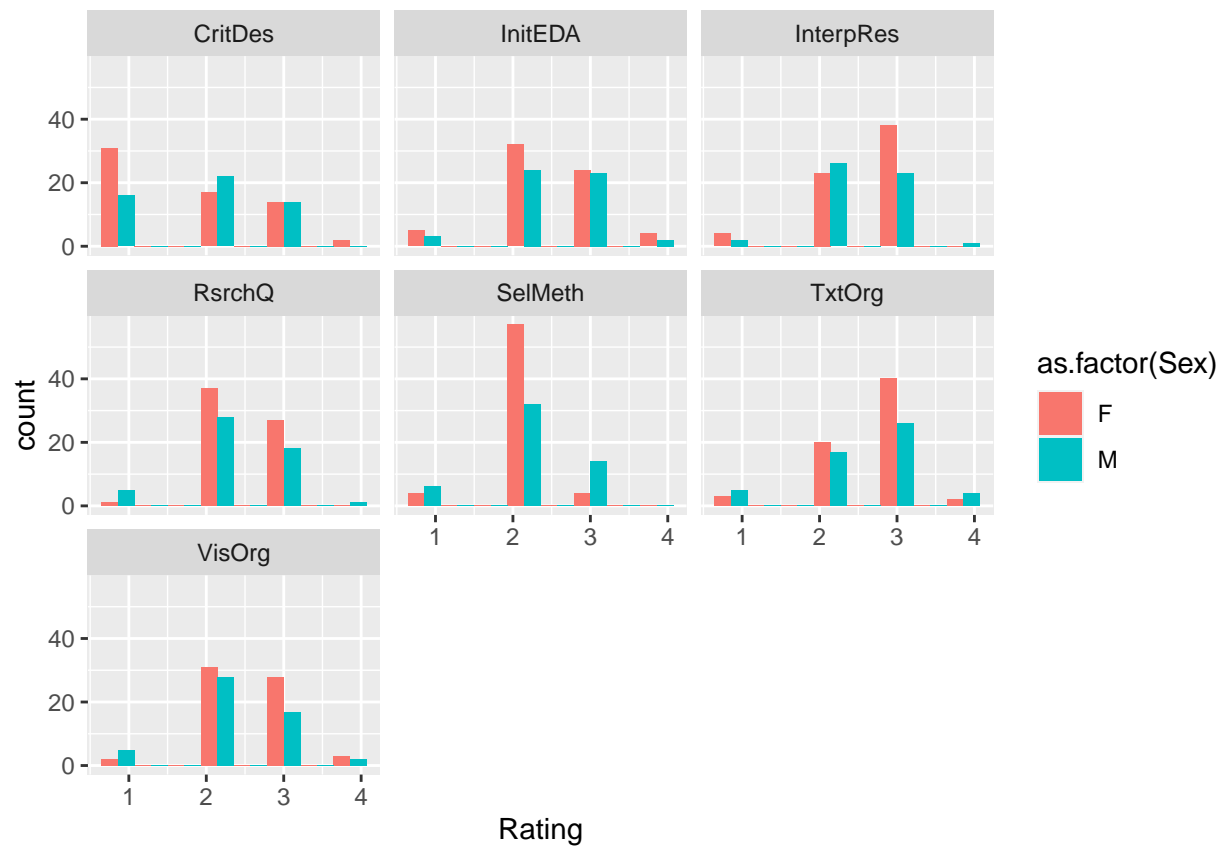 CritDes
InitEDA
InterpRes
40
20
0
RsrchQ
SelMeth
TxtOrg
40
20
0
1 2 3 4
1 2 3 4
VisOrg
40
20
0
1 2 3 4
count
Rating
as.factor(Sex)
F
M